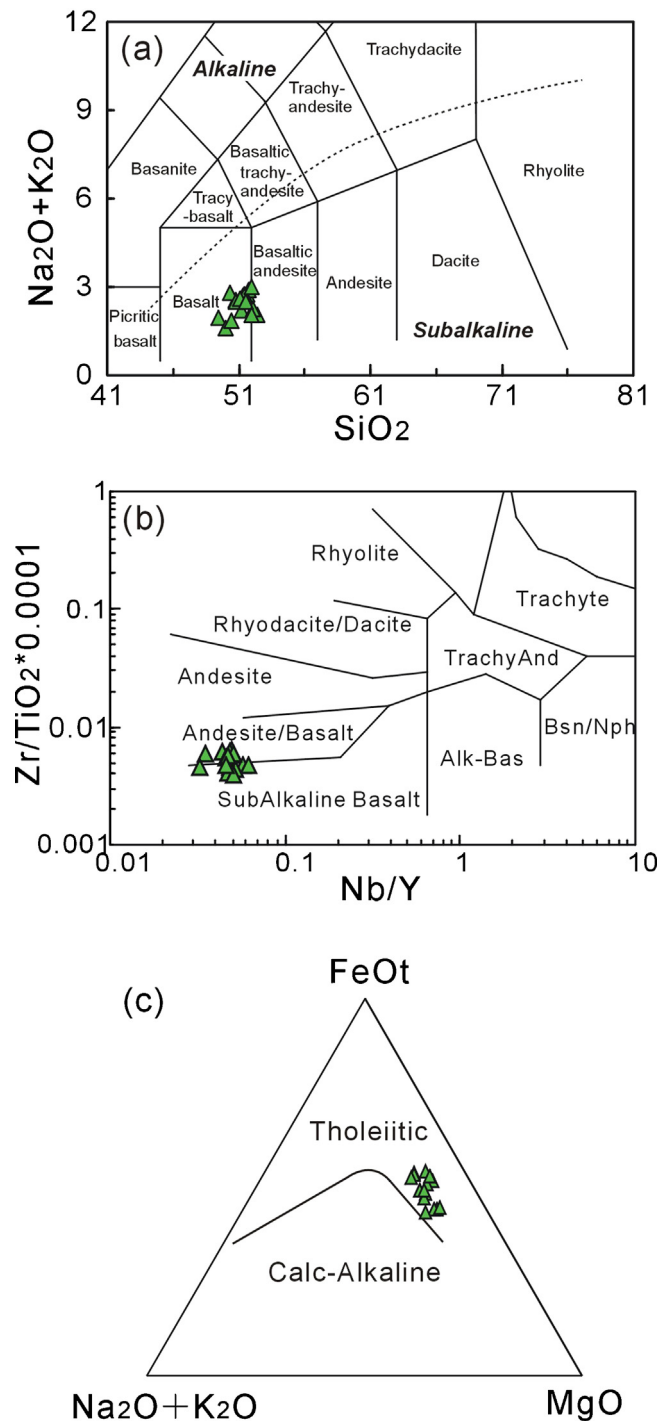 (a)
12
9
6
3
0
Na2O+K2O
Alkaline
Trachydacite
Trachy-
andesite
Basanite
Basaltic
trachy-
andesite
Rhyolite
Tracy
-basalt
Basaltic
andesite
Andesite
Dacite
Picritic
basalt
Basalt
Subalkaline
41
51
61
71
81
SiO2
(b)
1
0.1
0.01
0.001
Zr/TiO2*0.0001
Rhyolite
Trachyte
Rhyodacite/Dacite
TrachyAnd
Andesite
Andesite/Basalt
Bsn/Nph
Alk-Bas
SubAlkaline Basalt
0.01
0.1
1
10
Nb/Y
(c)
FeOt
Tholeiitic
Calc-Alkaline
Na2O+K2O
MgO